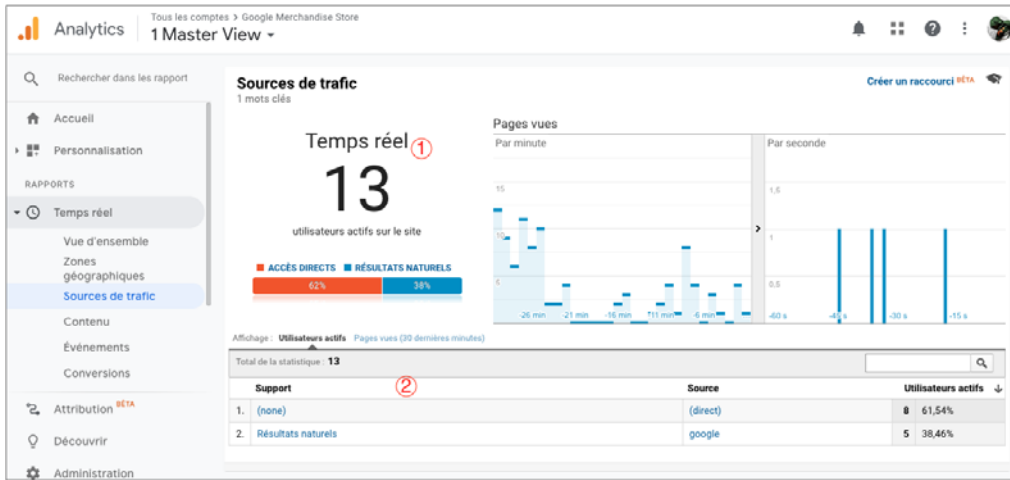 Analytics
Tous les comptes > Google Merchandise Store
1 Master View
Rechercher dans les rapport
Accueil
Personnalisation
RAPPORTS
Temps réel
Vue d'ensemble
Zones
géographiques
Sources de trafic
Contenu
Événements
Conversions
Attribution BÊTA
Découvrir
Administration
Sources de trafic
1 mots clés
Créer un raccourci BÊTA
Temps réel ①
13
utilisateurs actifs sur le site
ACCÈS DIRECTS RÉSULTATS NATURELS
62% 38%
Pages vues
Par minute
15
10
5
-26 min -21 min -16 min -11 min -6 min
Par seconde
1,5
1
0,5
-60 s -45 s -30 s -15 s
Affichage : Utilisateurs actifs Pages vues (30 dernières minutes)
Total de la statistique : 13
Support ② Source Utilisateurs actifs
1. (none) (direct) 8 61,54%
2. Résultats naturels google 5 38,46%